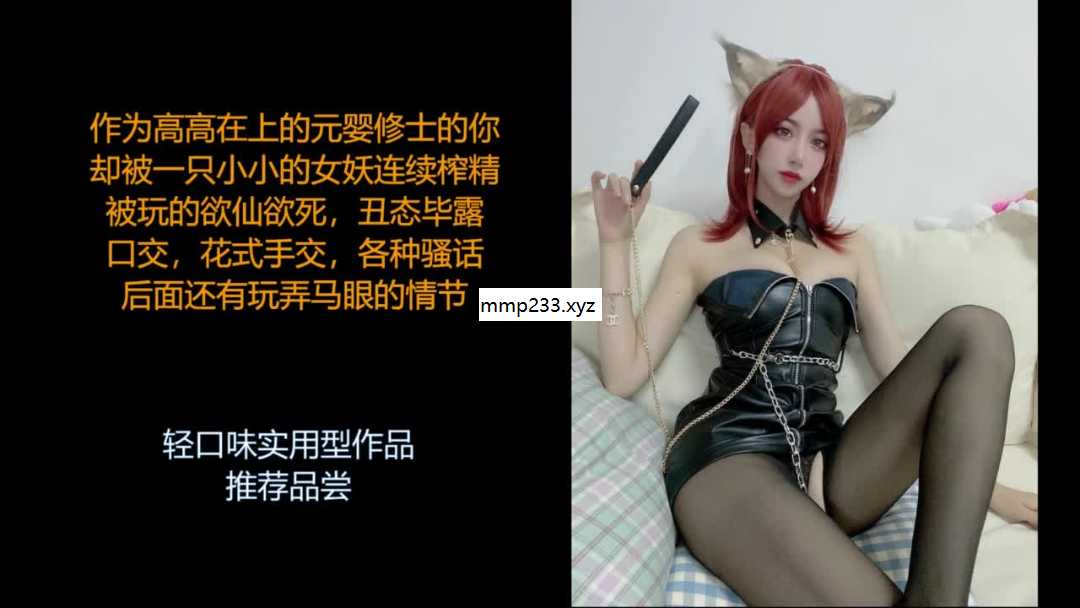 作为高高在上的元婴修士的你
却被一只小小的女妖连续榨精
被玩的欲仙欲死，丑态毕露
口交，花式手交，各种骚话
后面还有玩弄马眼的情节
mmp233.xyz
轻口味实用型作品
推荐品尝